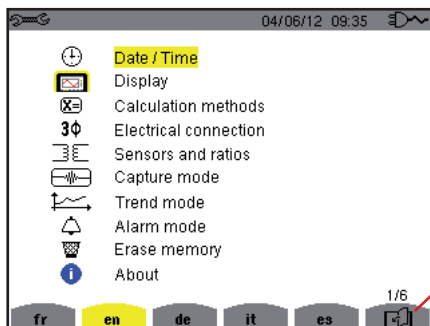 04/06/12 09:35
Date / Time
Display
X= Calculation methods
3ϕ Electrical connection
Sensors and ratios
Capture mode
Trend mode
Alarm mode
Erase memory
i About
1/6
fr en de it es